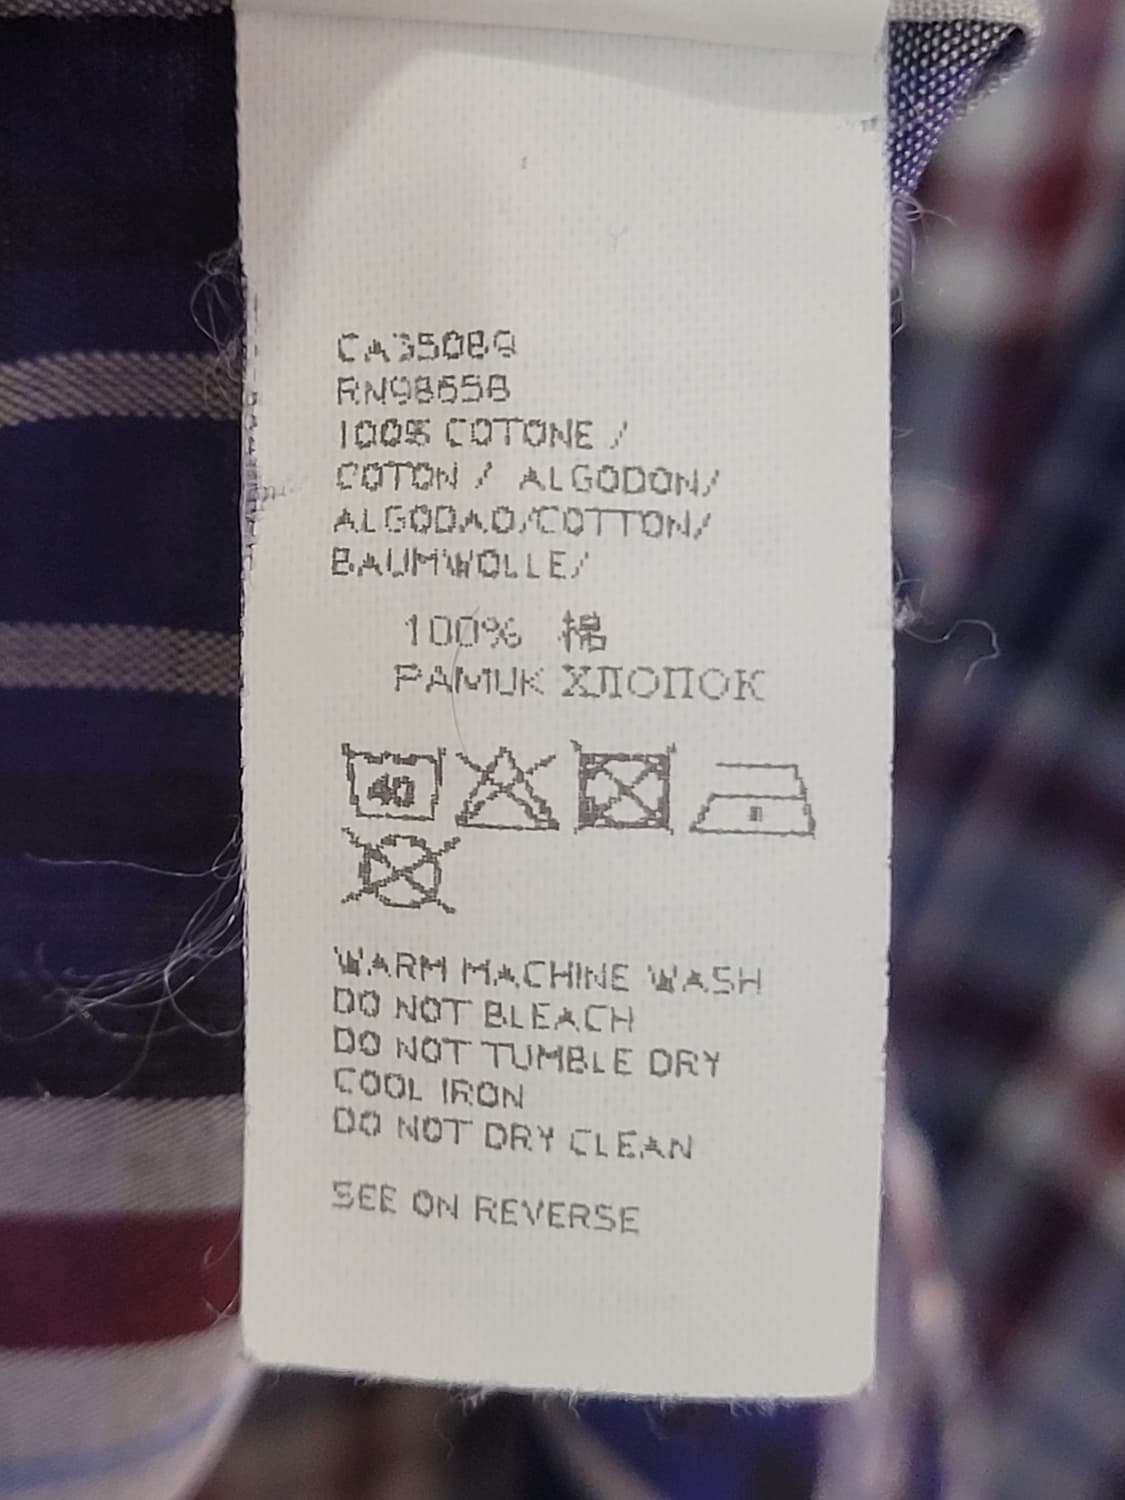 CA35089
RN98658
100% COTONE /
COTON / ALGODON/
ALGODAO/COTTON/
BAUMWOLLE/
100% 棉
PAMUK ХЛОПОК
40
WARM MACHINE WASH
DO NOT BLEACH
DO NOT TUMBLE DRY
COOL IRON
DO NOT DRY CLEAN
SEE ON REVERSE